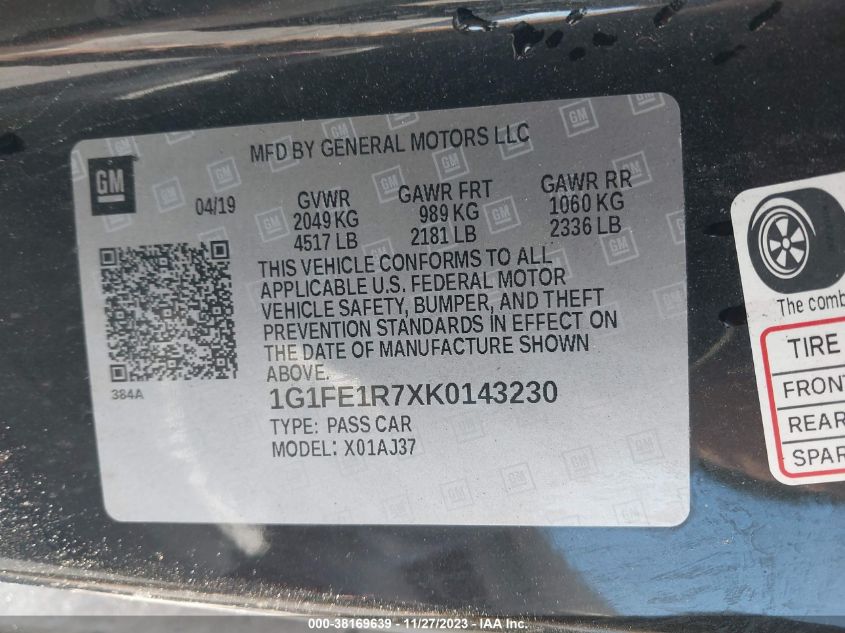 MFD BY GENERAL MOTORS LLC
GM
04/19
GVWR
2049 KG
4517 LB
GAWR FRT
989 KG
2181 LB
GAWR RR
1060 KG
2336 LB
THIS VEHICLE CONFORMS TO ALL
APPLICABLE U.S. FEDERAL MOTOR
VEHICLE SAFETY, BUMPER, AND THEFT
PREVENTION STANDARDS IN EFFECT ON
THE DATE OF MANUFACTURE SHOWN
ABOVE.
384A
1G1FE1R7XK0143230
TYPE: PASS CAR
MODEL: X01AJ37
The comb
TIRE
FRONT
REAR
SPAR
000-38169639 - 11/27/2023 - © IAA Holdings, LLC